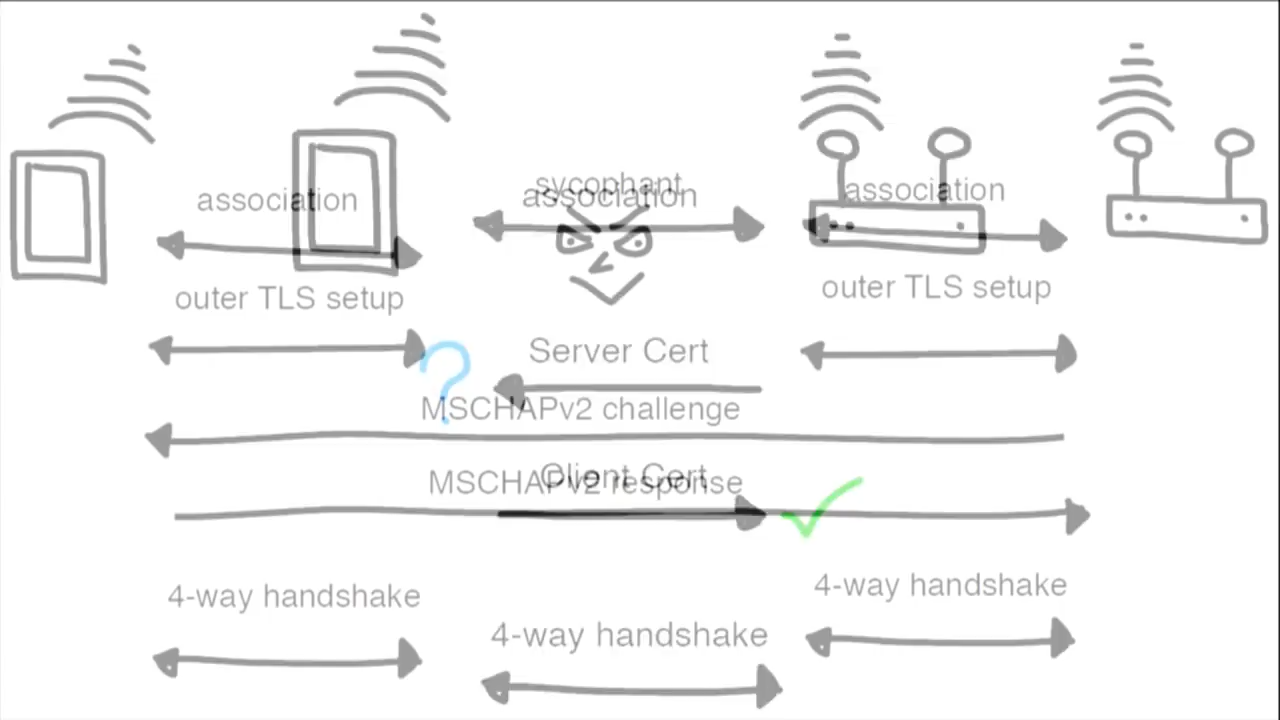 sycophant
association
association
association
outer TLS setup
outer TLS setup
Server Cert
?
MSCHAPv2 challenge
Client Cert
MSCHAPv2 response
4-way handshake
4-way handshake
4-way handshake